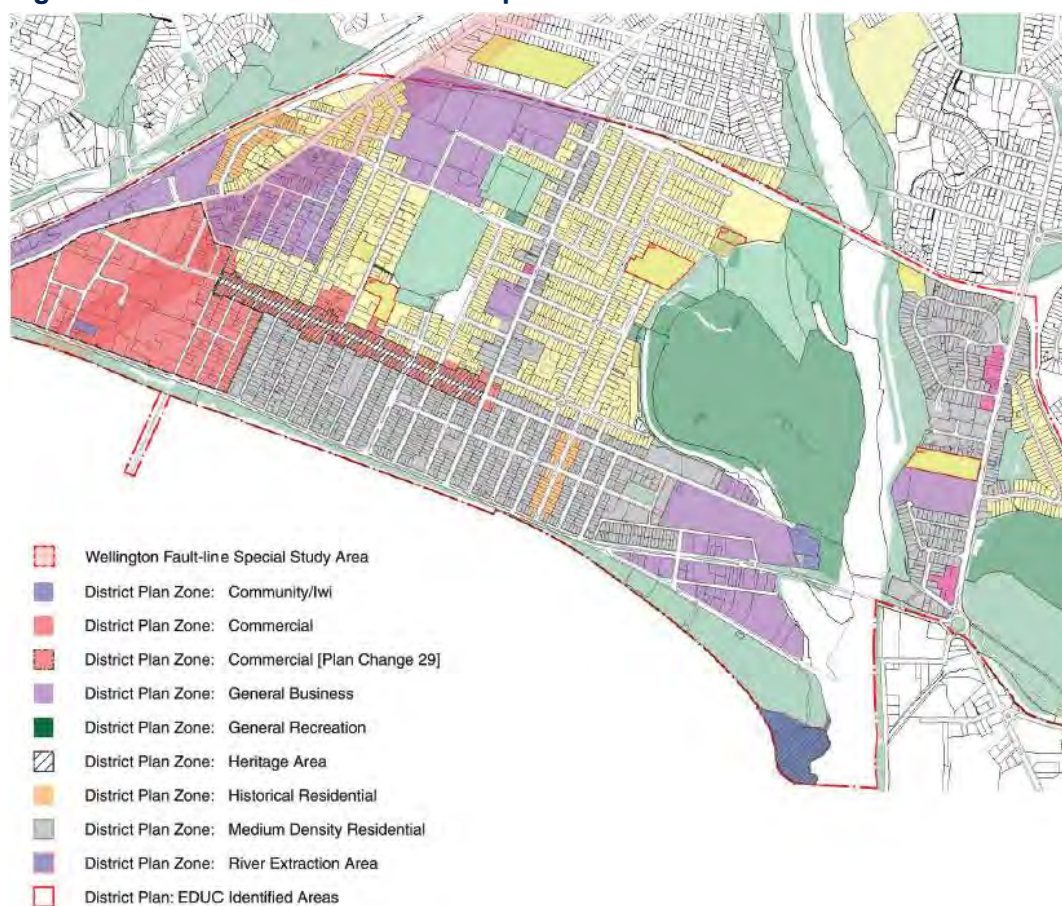 Wellington Fault-line Special Study Area
District Plan Zone: Community/Iwi
District Plan Zone: Commercial
District Plan Zone: Commercial [Plan Change 29]
District Plan Zone: General Business
District Plan Zone: General Recreation
District Plan Zone: Heritage Area
District Plan Zone: Historical Residential
District Plan Zone: Medium Density Residential
District Plan Zone: River Extraction Area
District Plan: EDUC Identified Areas